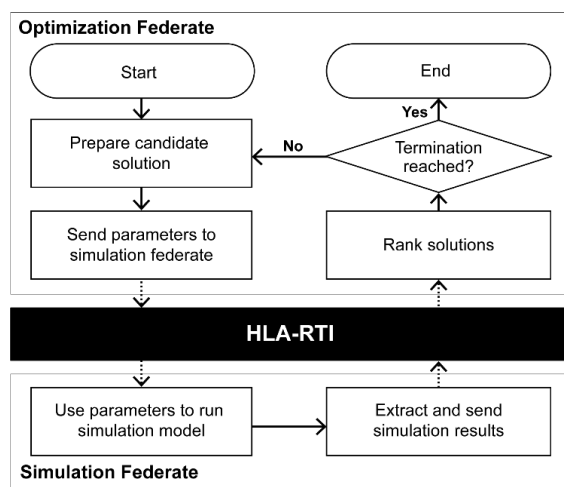 Optimization Federate
Start
End
Yes
Prepare candidate
solution
No
Termination
reached?
Send parameters to
simulation federate
Rank solutions
HLA-RTI
Use parameters to run
simulation model
Extract and send
simulation results
Simulation Federate